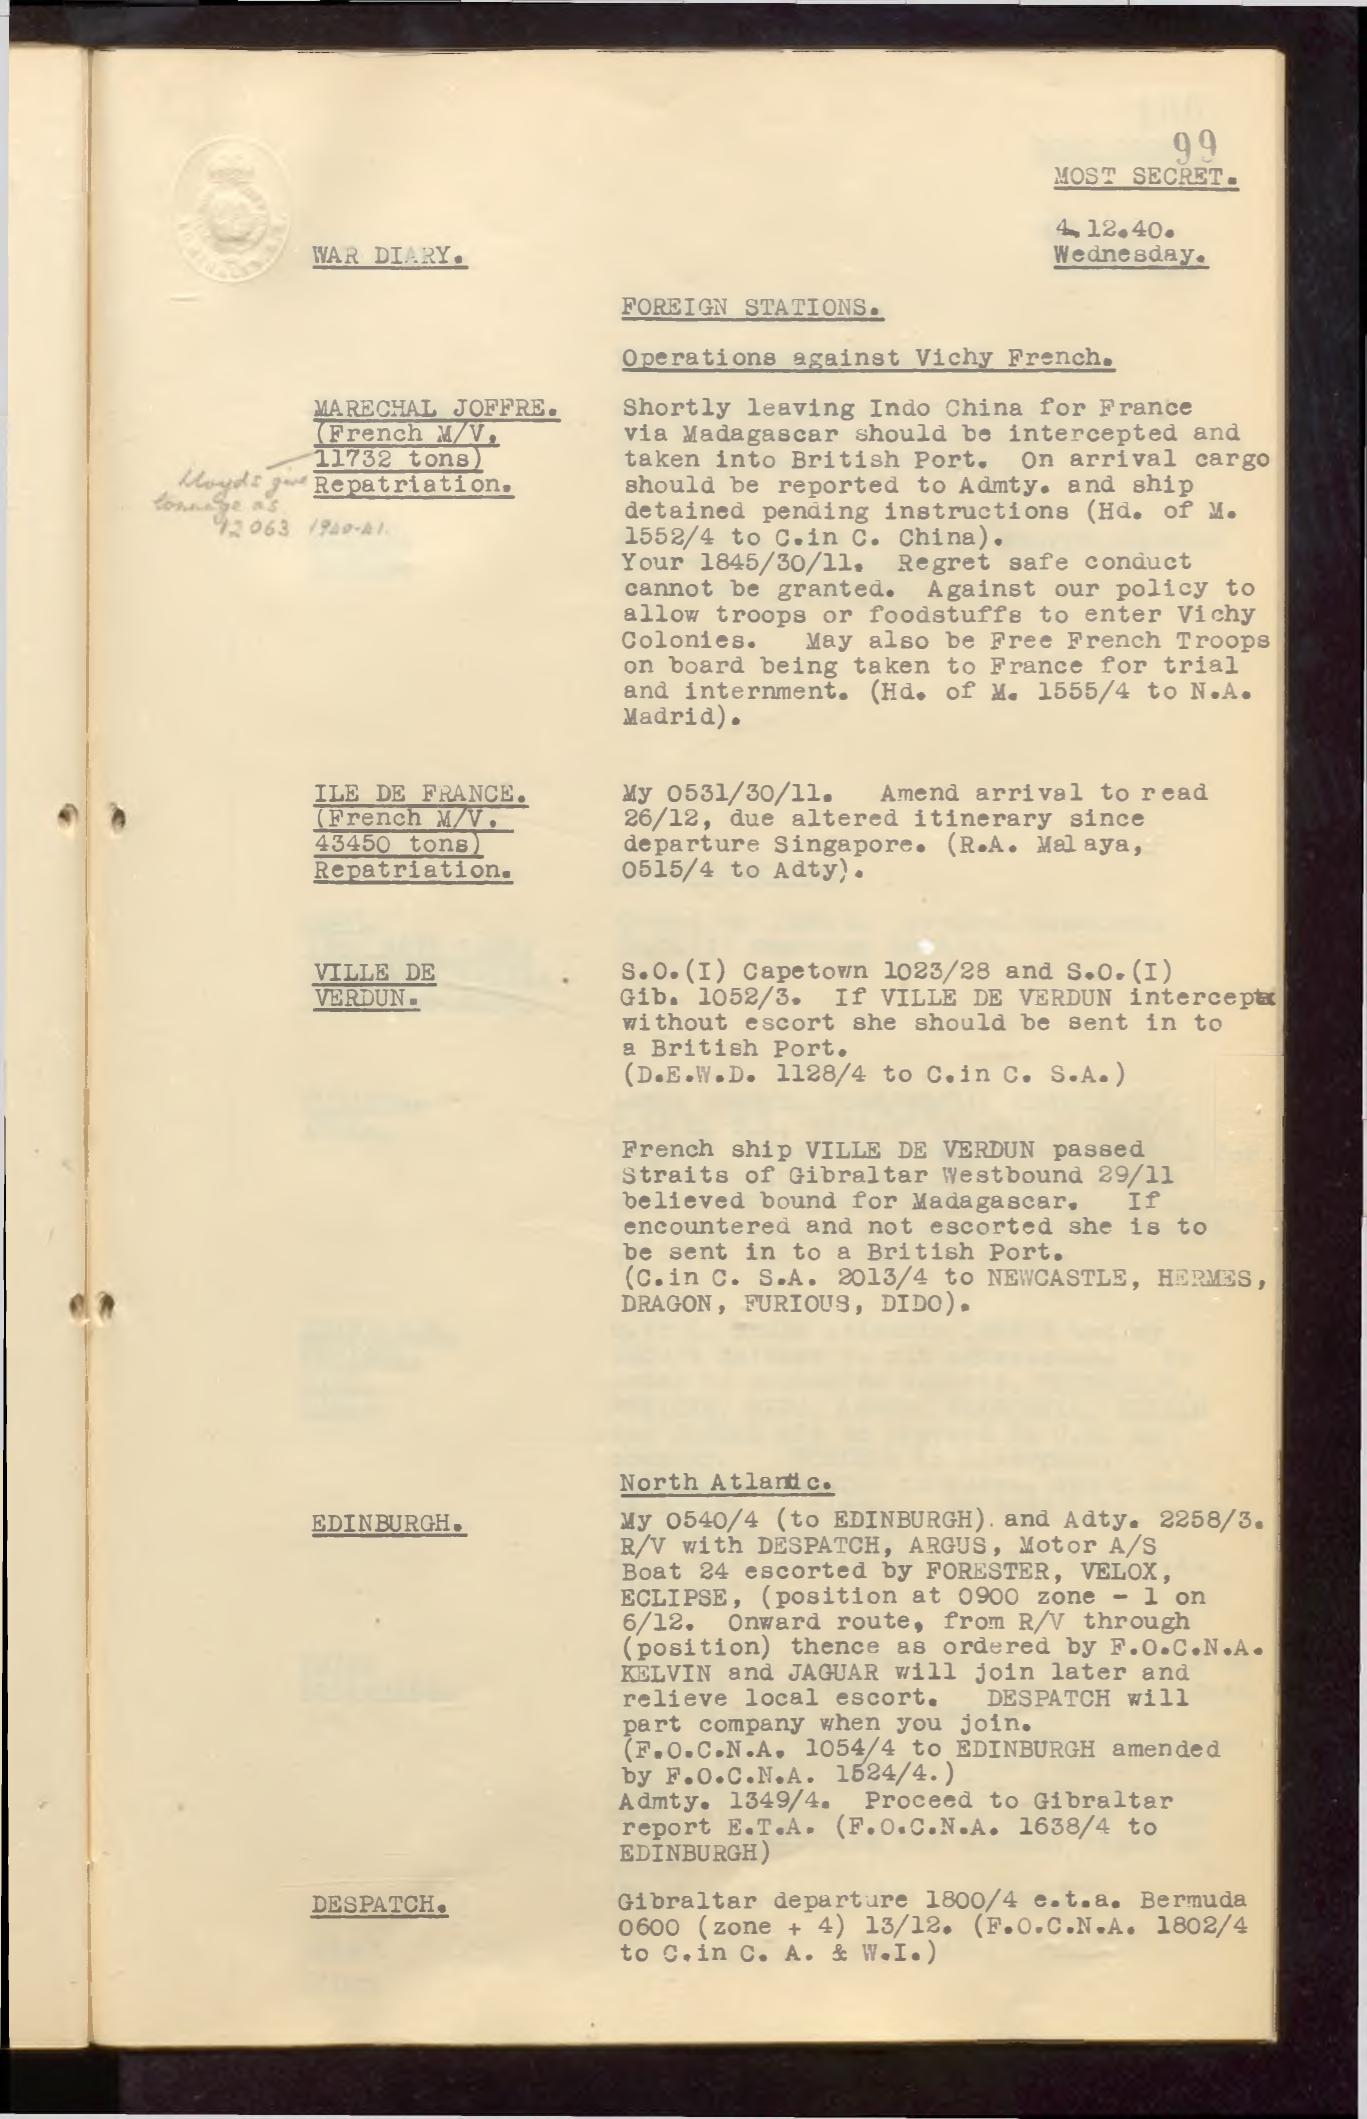 99
MOST SECRET.
4.12.40.
Wednesday.
WAR DIARY.
FOREIGN STATIONS.
Operations against Vichy French.
MARECHAL JOFFRE.
(French M/V,
11732 tons)
Repatriation.
Lloyds give
tonnage as
12063 1940-41.
Shortly leaving Indo China for France
via Madagascar should be intercepted and
taken into British Port. On arrival cargo
should be reported to Admty. and ship
detained pending instructions (Hd. of M.
1552/4 to C.in C. China).
Your 1845/30/11. Regret safe conduct
cannot be granted. Against our policy to
allow troops or foodstuffs to enter Vichy
Colonies. May also be Free French Troops
on board being taken to France for trial
and internment. (Hd. of M. 1555/4 to N.A.
Madrid).
ILE DE FRANCE.
(French M/V.
43450 tons)
Repatriation.
My 0531/30/11. Amend arrival to read
26/12, due altered itinerary since
departure Singapore. (R.A. Malaya,
0515/4 to Adty).
VILLE DE
VERDUN.
S.O.(I) Capetown 1023/28 and S.O.(I)
Gib. 1052/3. If VILLE DE VERDUN intercept
without escort she should be sent in to
a British Port.
(D.E.W.D. 1128/4 to C.in C. S.A.)
French ship VILLE DE VERDUN passed
Straits of Gibraltar Westbound 29/11
believed bound for Madagascar. If
encountered and not escorted she is to
be sent in to a British Port.
(C.in C. S.A. 2013/4 to NEWCASTLE, HERMES,
DRAGON, FURIOUS, DIDO).
North Atlantic.
EDINBURGH.
My 0540/4 (to EDINBURGH). and Adty. 2258/3.
R/V with DESPATCH, ARGUS, Motor A/S
Boat 24 escorted by FORESTER, VELOX,
ECLIPSE, (position at 0900 zone - 1 on
6/12. Onward route, from R/V through
(position) thence as ordered by F.O.C.N.A.
KELVIN and JAGUAR will join later and
relieve local escort. DESPATCH will
part company when you join.
(F.O.C.N.A. 1054/4 to EDINBURGH amended
by F.O.C.N.A. 1524/4.)
Admty. 1349/4. Proceed to Gibraltar
report E.T.A. (F.O.C.N.A. 1638/4 to
EDINBURGH)
DESPATCH.
Gibraltar departure 1800/4 e.t.a. Bermuda
0600 (zone + 4) 13/12. (F.O.C.N.A. 1802/4
to C.in C. A. & W.I.)